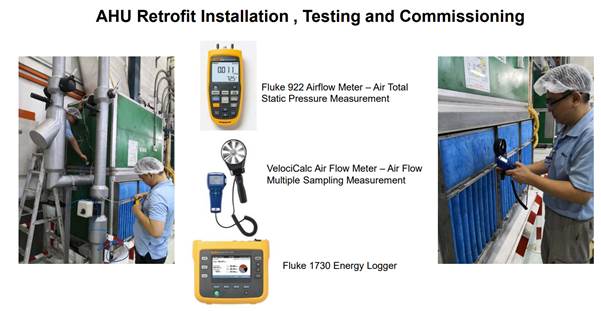 AHU Retrofit Installation , Testing and Commissioning
Fluke 922 Airflow Meter – Air Total
Static Pressure Measurement
VelociCalc Air Flow Meter – Air Flow
Multiple Sampling Measurement
Fluke 1730 Energy Logger